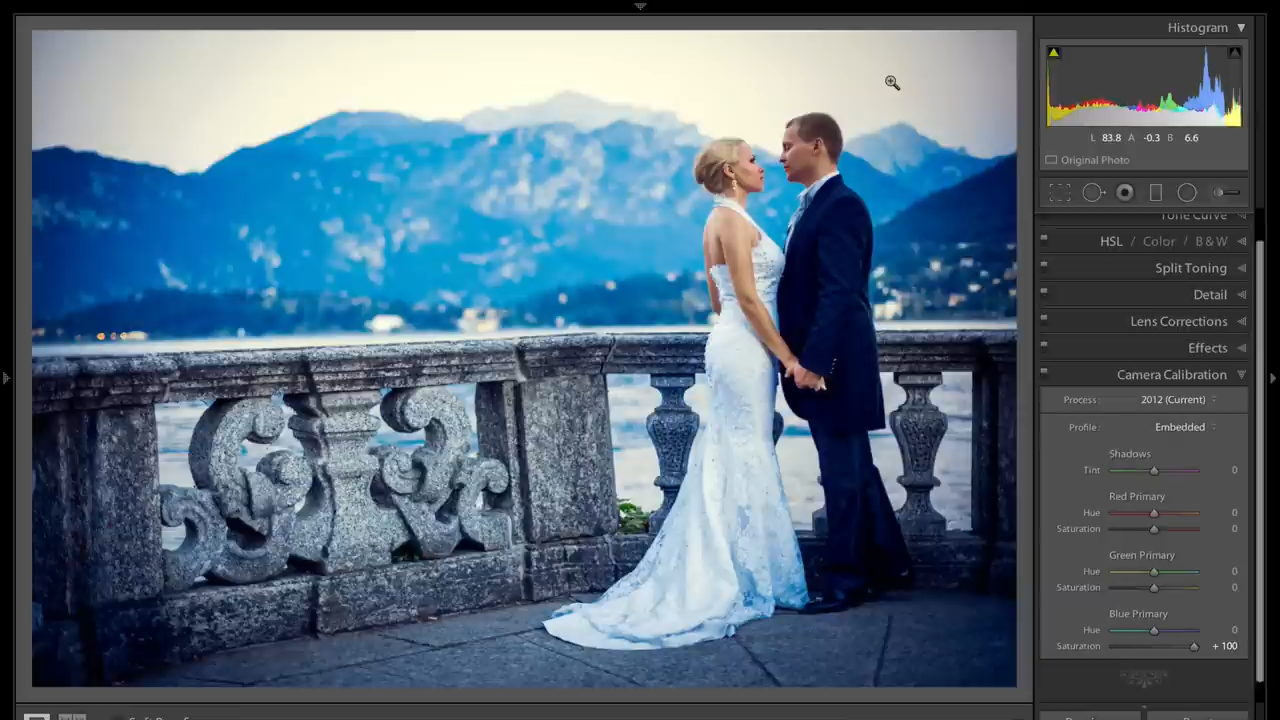 Histogram
L 83.8 A -0.3 B 6.6
Original Photo
Tone Curve
HSL / Color / B & W
Split Toning
Detail
Lens Corrections
Effects
Camera Calibration
Process 2012 (Current)
Profile: Embedded
Shadows
Tint 0
Red Primary
Hue 0
Saturation 0
Green Primary
Hue 0
Saturation 0
Blue Primary
Hue 0
Saturation + 100